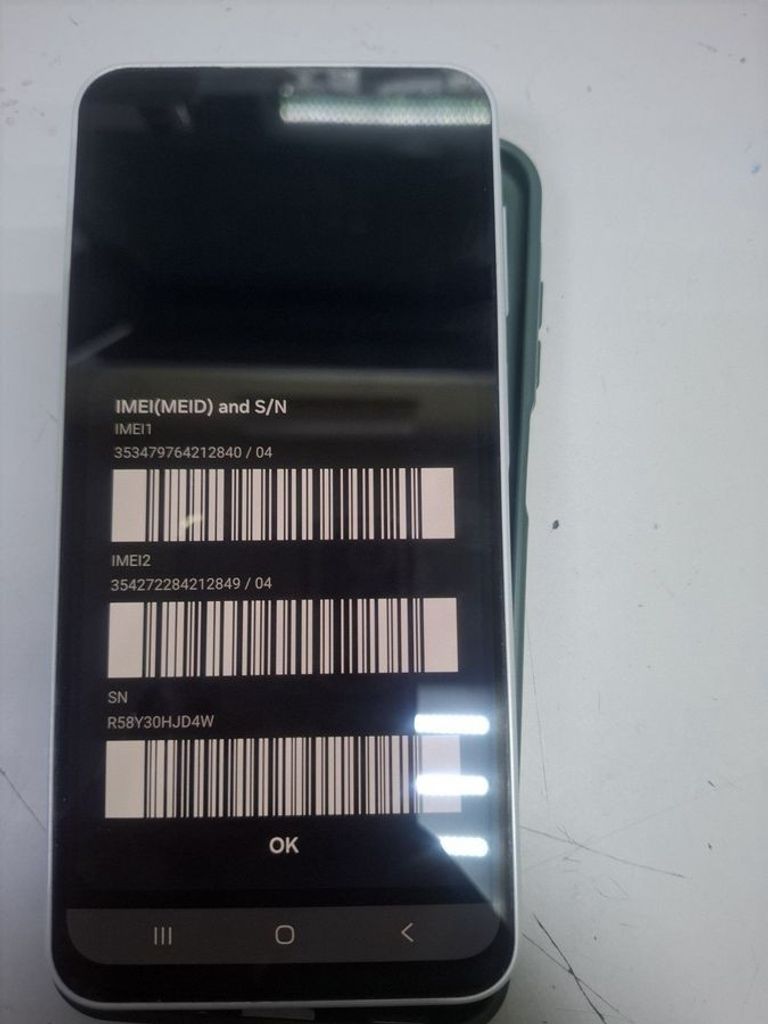 IMEI(MEID) and S/N
IMEI1
353479764212840 / 04
IMEI2
354272284212849 / 04
SN
R58Y30HJD4W
OK